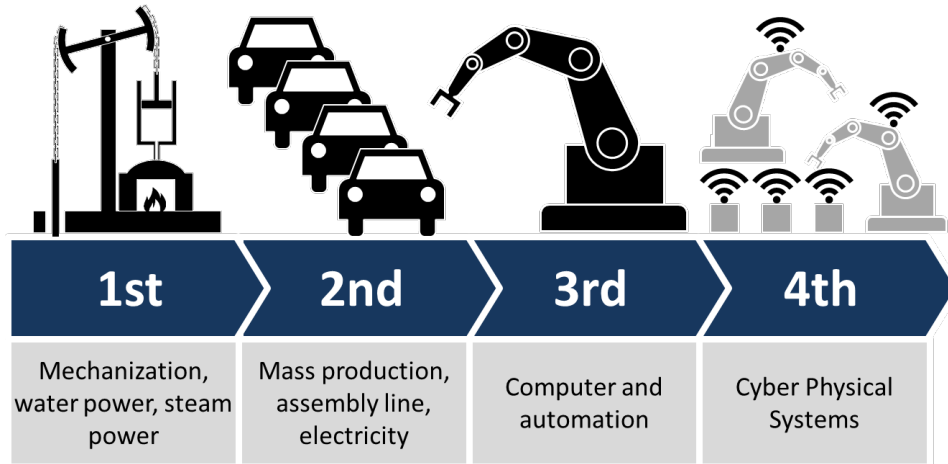 1st
2nd
3rd
4th
Mechanization,
water power, steam
power
Mass production,
assembly line,
electricity
Computer and
automation
Cyber Physical
Systems